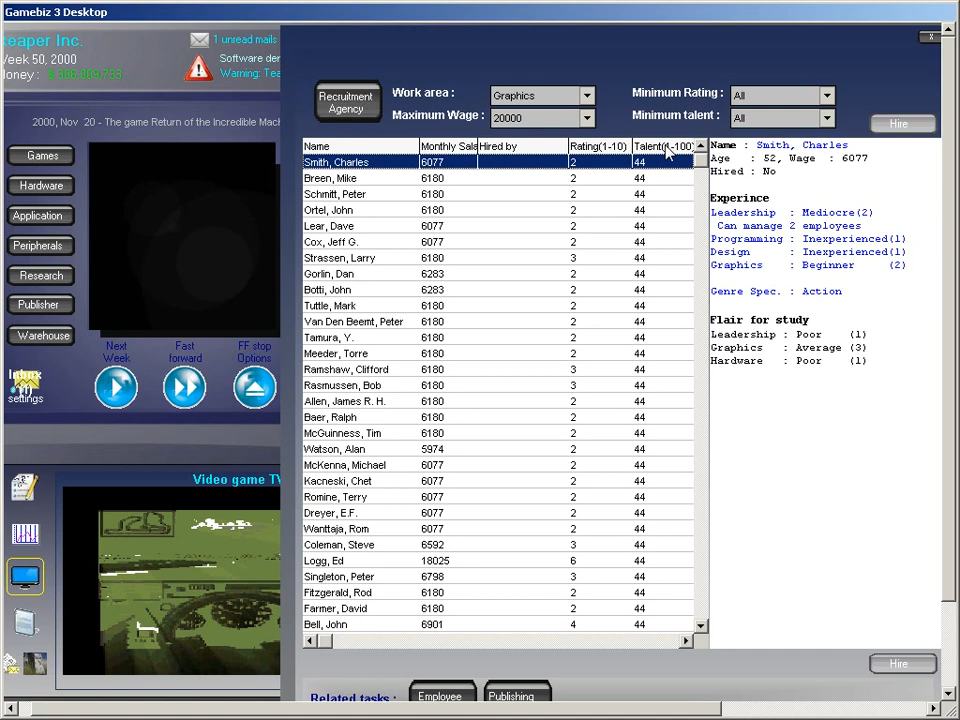 Gamebiz 3 Desktop
eaper Inc.
1 unread mails
Week 50, 2000
Software der
Warning: Tea
oney :
2000, Nov 20 - The game Return of the Incredible Mach
Games
Hardware
Application
Peripherals
Research
Publisher
Warehouse
Next Week
Fast forward
FF stop Options
Inbox
settings
Video game TV
x
Recruitment Agency
Work area :
Graphics
Minimum Rating :
All
Maximum Wage :
20000
Minimum talent :
All
Hire
Name Monthly Sala Hired by Rating(1-10) Talent(1-100)
Smith, Charles 6077 2 44
Breen, Mike 6180 2 44
Schmitt, Peter 6180 2 44
Ortel, John 6180 2 44
Lear, Dave 6077 2 44
Cox, Jeff G. 6077 2 44
Strassen, Larry 6180 3 44
Gorlin, Dan 6283 2 44
Botti, John 6283 2 44
Tuttle, Mark 6180 2 44
Van Den Beemt, Peter 6180 2 44
Tamura, Y. 6180 2 44
Meeder, Torre 6180 2 44
Ramshaw, Clifford 6180 3 44
Rasmussen, Bob 6180 3 44
Allen, James R. H. 6180 2 44
Baer, Ralph 6180 2 44
McGuinness, Tim 6180 2 44
Watson, Alan 5974 2 44
McKenna, Michael 6077 2 44
Kacneski, Chet 6077 2 44
Romine, Terry 6077 2 44
Dreyer, E.F. 6077 2 44
Wanttaja, Rom 6077 2 44
Coleman, Steve 6592 3 44
Logg, Ed 18025 6 44
Singleton, Peter 6798 3 44
Fitzgerald, Rod 6180 2 44
Farmer, David 6180 2 44
Bell, John 6901 4 44
Name : Smith, Charles
Age : 52, Wage : 6077
Hired : No
Experince
Leadership : Mediocre(2)
Can manage 2 employees
Programming : Inexperienced(1)
Design : Inexperienced(1)
Graphics : Beginner (2)
Genre Spec. : Action
Flair for study
Leadership : Poor (1)
Graphics : Average (3)
Hardware : Poor (1)
Hire
Related tasks :
Employee
Publishing